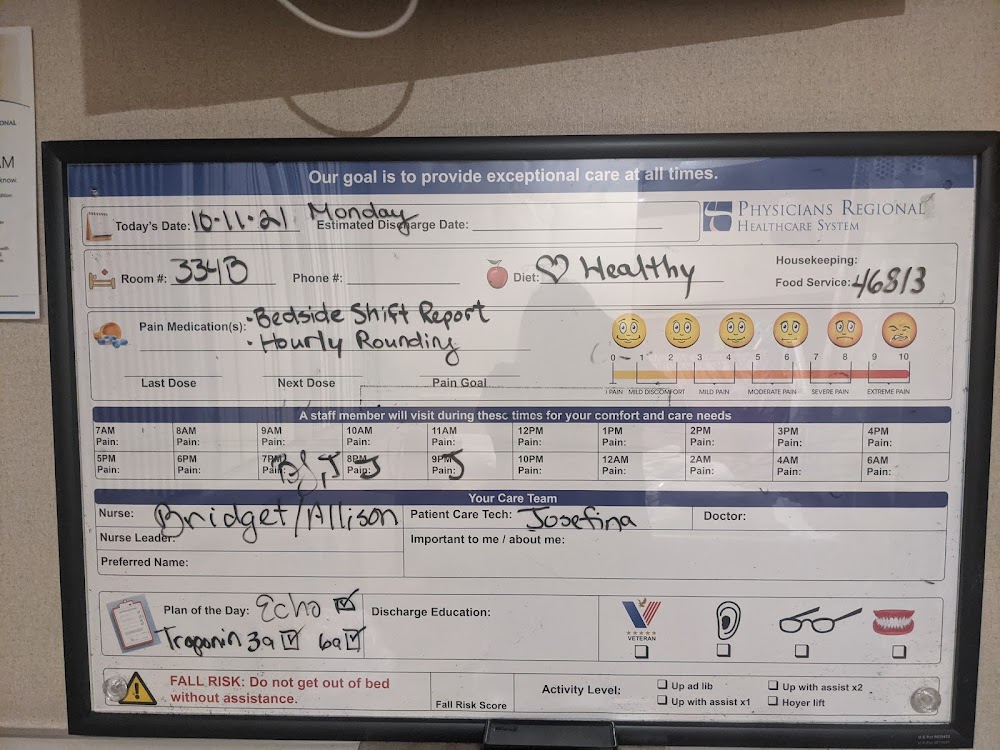 Our goal is to provide exceptional care at all times.
Today's Date: 10-11-21 Monday
Estimated Discharge Date:
PHYSICIANS REGIONAL
HEALTHCARE SYSTEM
Room #: 334B
Phone #:
Diet: ♡ Healthy
Housekeeping:
Food Service: 46813
Pain Medication(s): • Bedside Shift Report
• Hourly Rounding
0 1 2 3 4 5 6 7 8 9 10
PAIN MILD DISCOMFORT MILD PAIN MODERATE PAIN SEVERE PAIN EXTREME PAIN
Last Dose Next Dose Pain Goal
A staff member will visit during these times for your comfort and care needs
7AM 8AM 9AM 10AM 11AM 12PM 1PM 2PM 3PM 4PM
Pain: Pain: Pain: Pain: Pain: Pain: Pain: Pain: Pain: Pain:
5PM 6PM 7PM 8PM 9PM 10PM 12AM 2AM 4AM 6AM
Pain: Pain: Pain: Pain: J Pain: J Pain: Pain: Pain: Pain: Pain:
Your Care Team
Nurse: Bridget/Allison
Patient Care Tech: Josefina
Doctor:
Nurse Leader:
Important to me / about me:
Preferred Name:
Plan of the Day: Echo ☑
Troponin 3a ☑ 6a ☑
Discharge Education:
VETERAN
FALL RISK: Do not get out of bed
without assistance.
Fall Risk Score
Activity Level:
☐ Up ad lib ☐ Up with assist x2
☐ Up with assist x1 ☐ Hoyer lift
ONAL
AM
know.